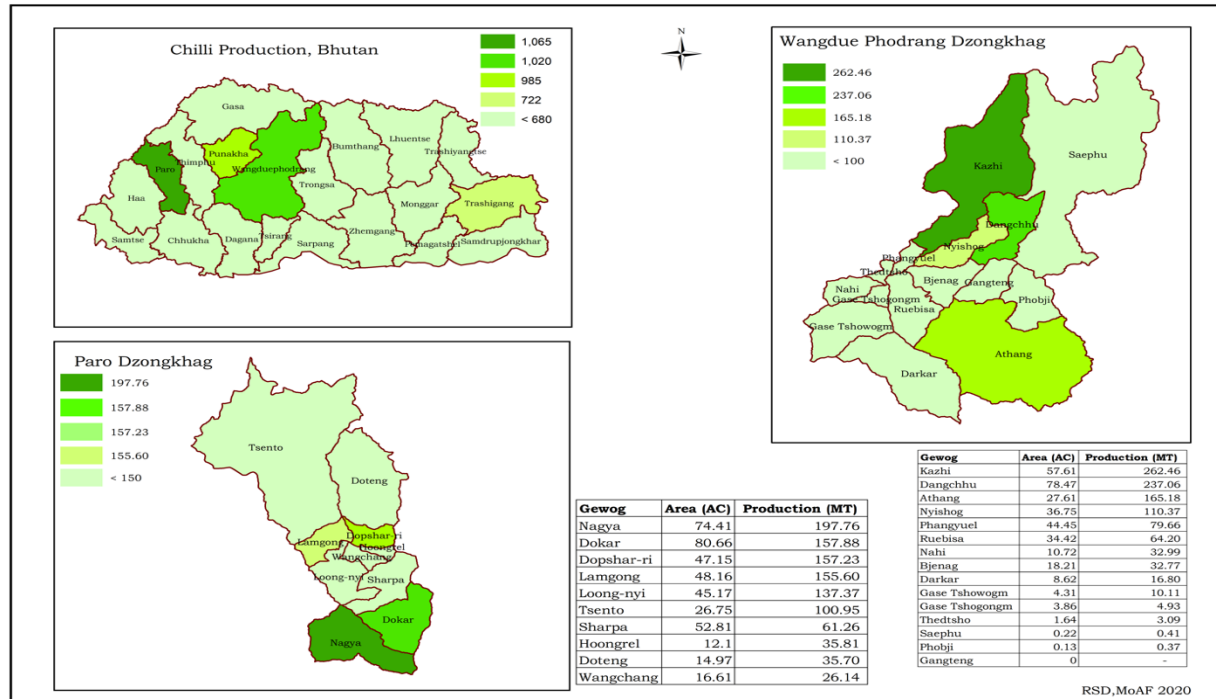 Chilli Production, Bhutan
1,065
1,020
985
722
< 680
N
Gasa
Punakha
Wangduephodrang
Paro
Thimphu
Haa
Bumthang
Lhuentse
Trashiyangtse
Trongsa
Monggar
Trashigang
Samtse
Chhukha
Dagana
Tsirang
Sarpang
Zhemgang
Pemagatshel
Samdrupjongkhar
Wangdue Phodrang Dzongkhag
262.46
237.06
165.18
110.37
< 100
Kazhi
Saephu
Dangchhu
Nyishog
Phangyuel
Thedtsho
Bjenag
Gangteng
Nahi
Gase Tshogongm
Phobji
Ruebisa
Gase Tshowogm
Athang
Darkar
Paro Dzongkhag
197.76
157.88
157.23
155.60
< 150
Tsento
Doteng
Dopshar-ri
Lamgong
Hoongrel
Wangchang
Loong-nyi
Sharpa
Dokar
Nagya
Gewog Area (AC) Production (MT)
Nagya 74.41 197.76
Dokar 80.66 157.88
Dopshar-ri 47.15 157.23
Lamgong 48.16 155.60
Loong-nyi 45.17 137.37
Tsento 26.75 100.95
Sharpa 52.81 61.26
Hoongrel 12.1 35.81
Doteng 14.97 35.70
Wangchang 16.61 26.14
Gewog Area (AC) Production (MT)
Kazhi 57.61 262.46
Dangchhu 78.47 237.06
Athang 27.61 165.18
Nyishog 36.75 110.37
Phangyuel 44.45 79.66
Ruebisa 34.42 64.20
Nahi 10.72 32.99
Bjenag 18.21 32.77
Darkar 8.62 16.80
Gase Tshowogm 4.31 10.11
Gase Tshogongm 3.86 4.93
Thedtsho 1.64 3.09
Saephu 0.22 0.41
Phobji 0.13 0.37
Gangteng 0 -
RSD,MoAF 2020